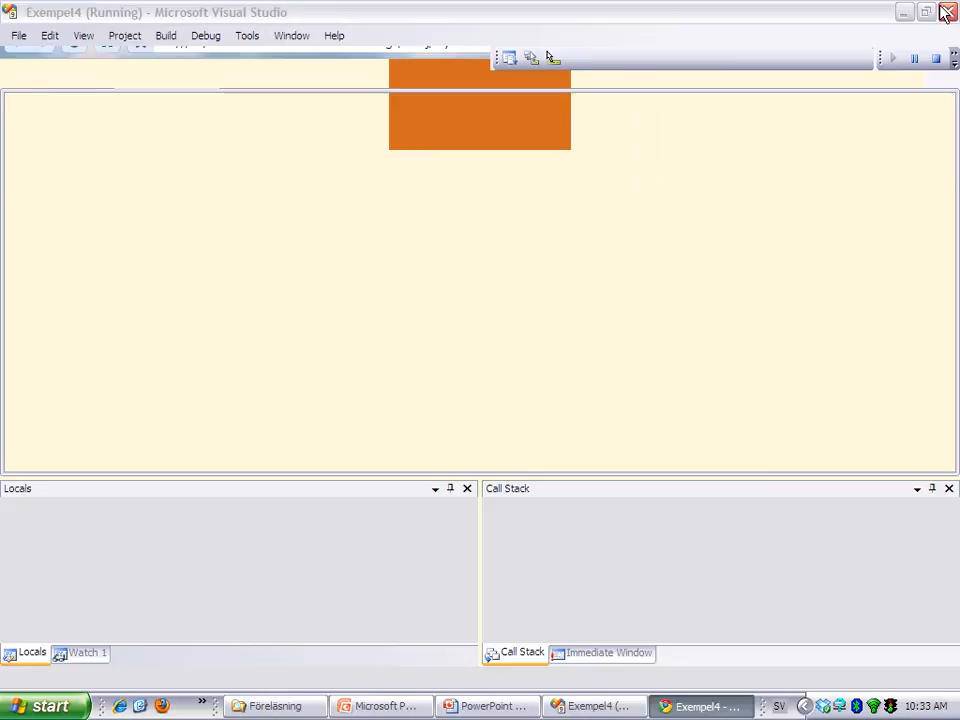 Exempel4 (Running) - Microsoft Visual Studio
File Edit View Project Build Debug Tools Window Help
Locals
Call Stack
Locals Watch 1
Call Stack Immediate Window
start Föreläsning Microsoft P... PowerPoint ... Exempel4 (... Exempel4 - ... SV 10:33 AM